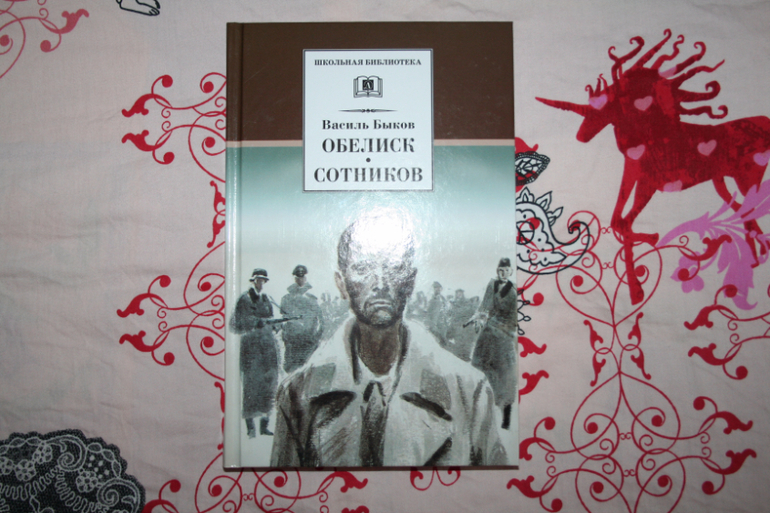 ШКОЛЬНАЯ БИБЛИОТЕКА
Василь Быков
ОБЕЛИСК
•
СОТНИКОВ